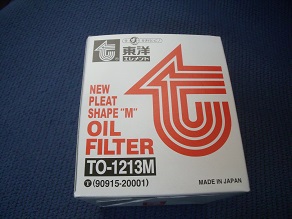 東洋
エレメント
NEW
PLEAT
SHAPE "M"
OIL
FILTER
TO-1213M
Ⓣ(90915-20001)
MADE IN JAPAN